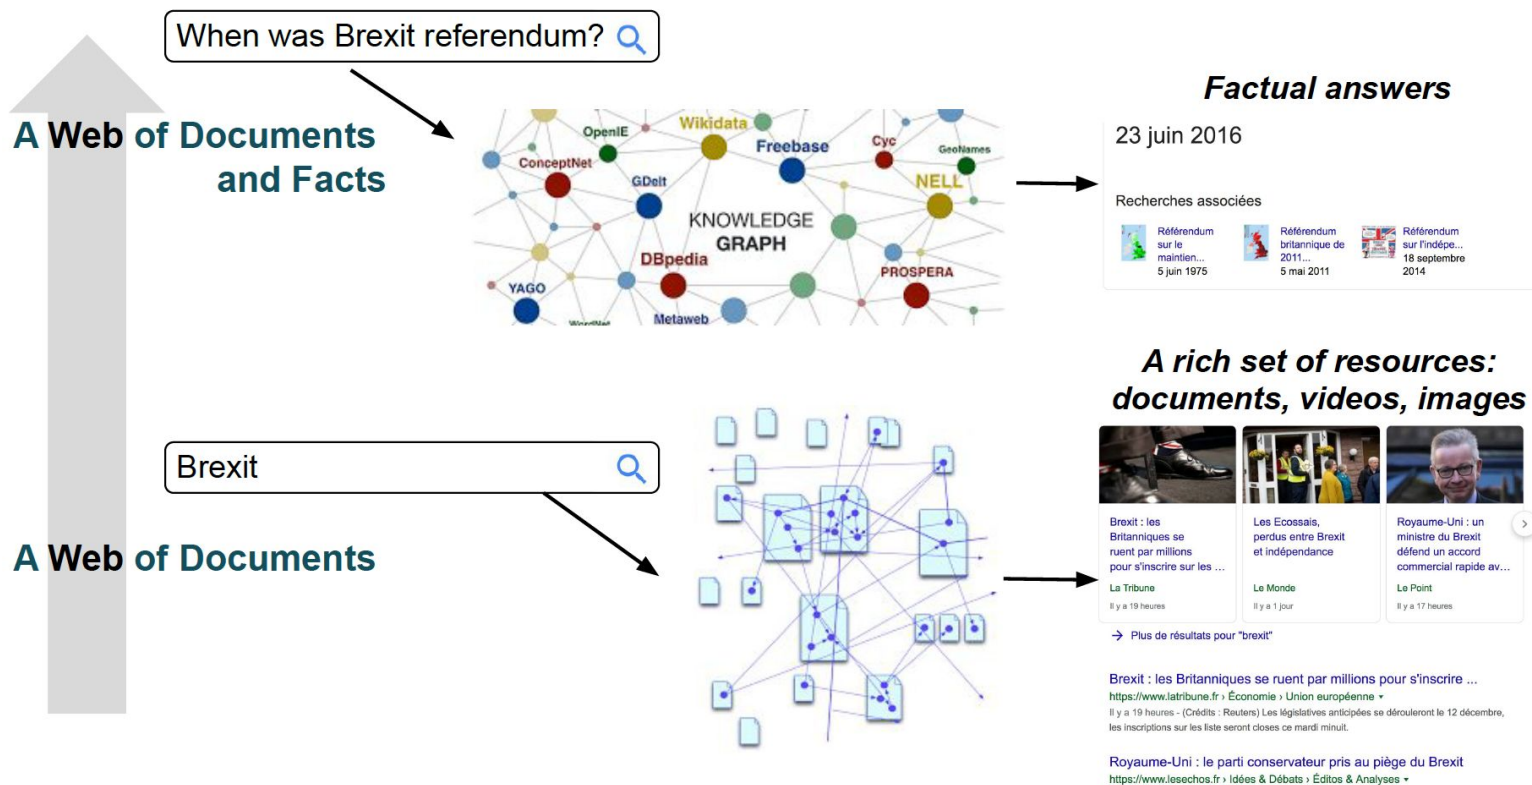 When was Brexit referendum?
A Web of Documents
and Facts
OpenIE
Wikidata
Freebase
Cyc
GeoNames
ConceptNet
GDelt
NELL
KNOWLEDGE
GRAPH
DBpedia
PROSPERA
YAGO
WordNet
Metaweb
Factual answers
23 juin 2016
Recherches associées
Référendum
sur le
maintien...
5 juin 1975
Référendum
britannique de
2011...
5 mai 2011
Référendum
sur l'indépe...
18 septembre
2014
Brexit
A Web of Documents
A rich set of resources:
documents, videos, images
Brexit : les
Britanniques se
ruent par millions
pour s'inscrire sur les ...
La Tribune
Il y a 19 heures
Les Ecossais,
perdus entre Brexit
et indépendance
Le Monde
Il y a 1 jour
Royaume-Uni : un
ministre du Brexit
défend un accord
commercial rapide av...
Le Point
Il y a 17 heures
→ Plus de résultats pour "brexit"
Brexit : les Britanniques se ruent par millions pour s'inscrire ...
https://www.latribune.fr › Économie › Union européenne ▾
Il y a 19 heures - (Crédits : Reuters) Les législatives anticipées se dérouleront le 12 décembre,
les inscriptions sur les liste seront closes ce mardi minuit.
Royaume-Uni : le parti conservateur pris au piège du Brexit
https://www.lesechos.fr › Idées & Débats › Éditos & Analyses ▾